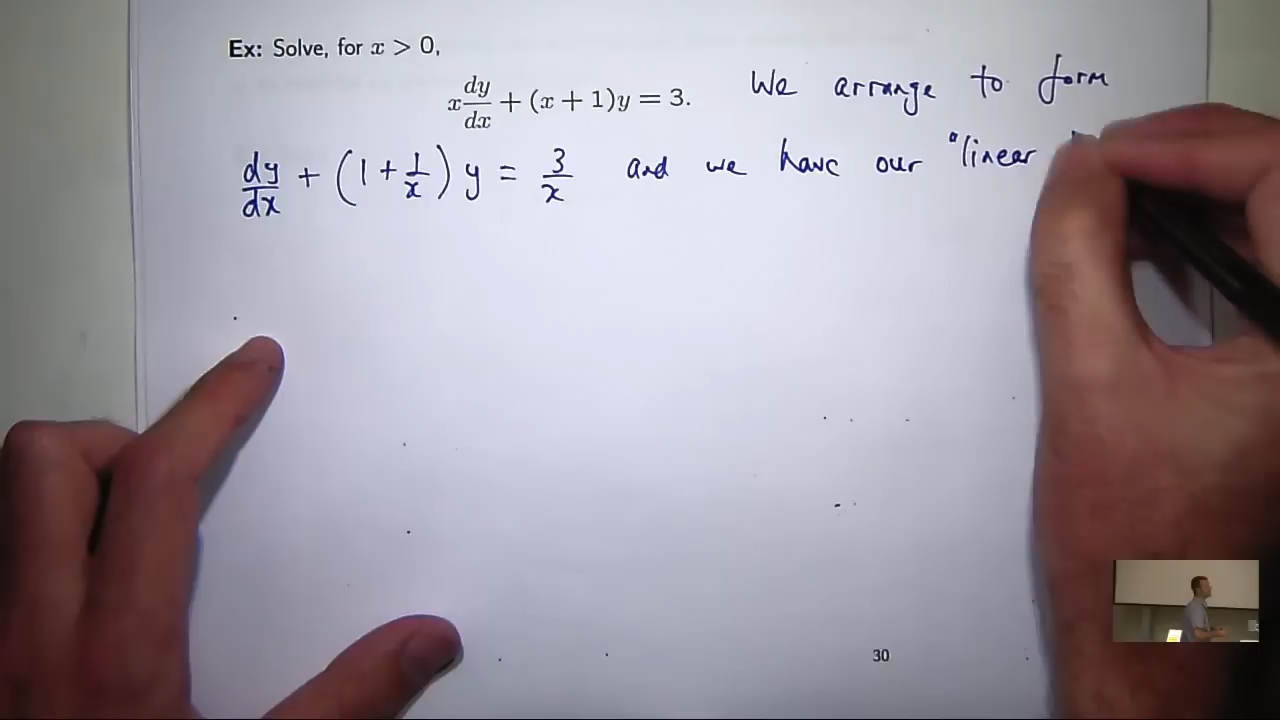 Ex: Solve, for x > 0,
x dy/dx + (x + 1)y = 3. We arrange to form
dy/dx + (1 + 1/x) y = 3/x and we have our "linear
30